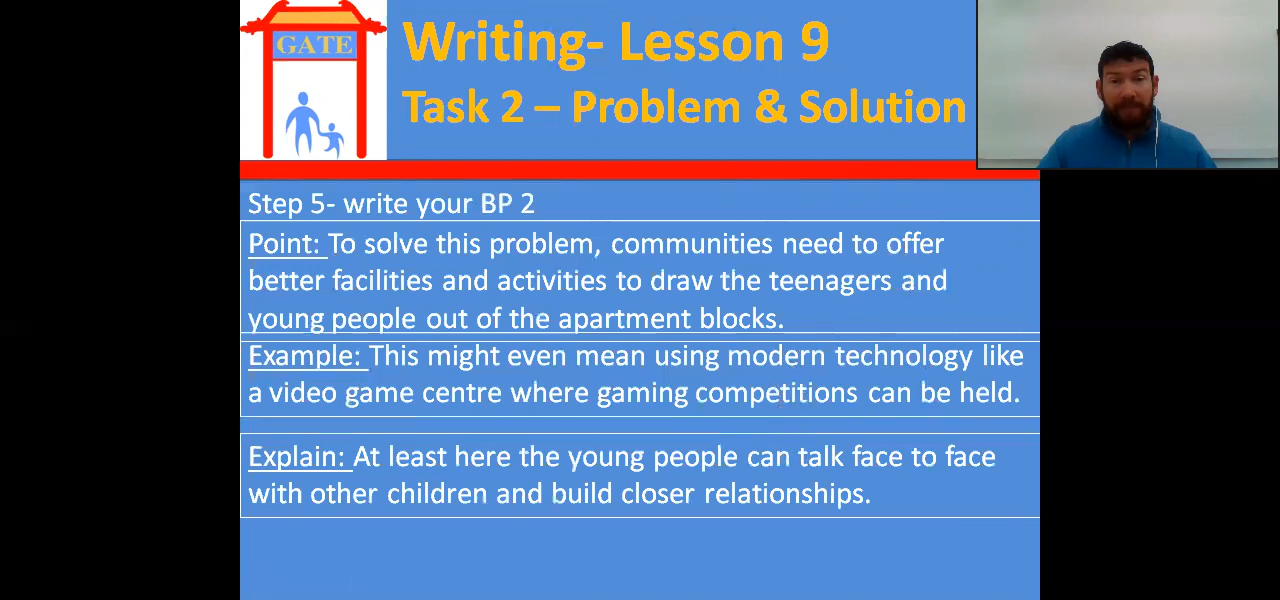 GATE
Writing- Lesson 9
Task 2 – Problem & Solution
Step 5- write your BP 2
Point: To solve this problem, communities need to offer
better facilities and activities to draw the teenagers and
young people out of the apartment blocks.
Example: This might even mean using modern technology like
a video game centre where gaming competitions can be held.
Explain: At least here the young people can talk face to face
with other children and build closer relationships.